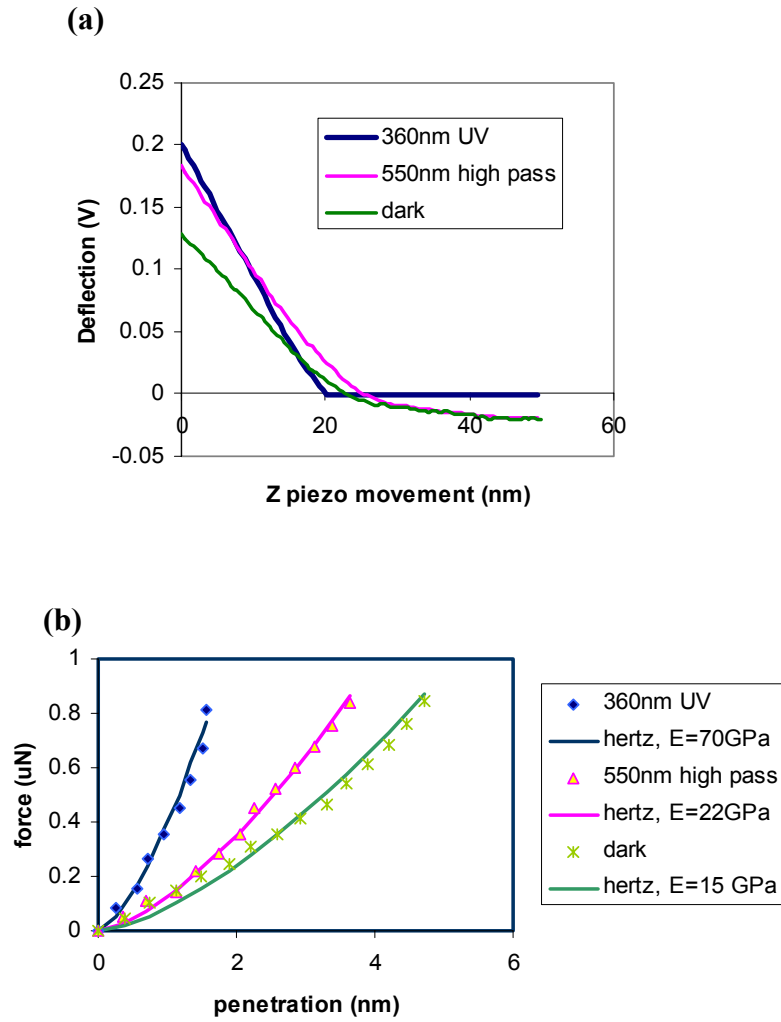 (a)
0.25
0.2
0.15
0.1
0.05
0
-0.05
Deflection (V)
360nm UV
550nm high pass
dark
0
20
40
60
Z piezo movement (nm)
(b)
1
0.8
0.6
0.4
0.2
0
force (uN)
0
2
4
6
penetration (nm)
360nm UV
hertz, E=70GPa
550nm high pass
hertz, E=22GPa
dark
hertz, E=15 GPa